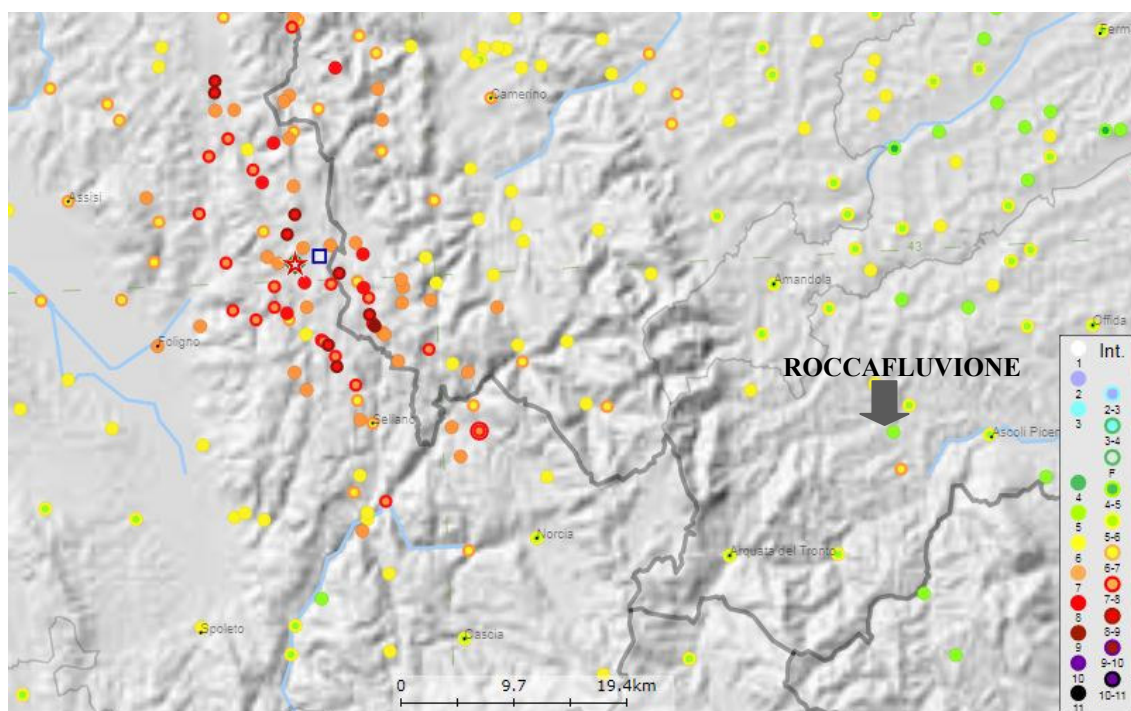 Ferm
Camerino
Assisi
43
Amandola
Offida
Foligno
ROCCAFLUVIONE
Sellano
Ascoli Picen
Norcia
Arquata del Tronto
Spoleto
Cascia
0 9.7 19.4km
Int.
1
2
2-3
3
3-4
F
4
4-5
5
5-6
6
6-7
7
7-8
8
8-9
9
9-10
10
10-11
11